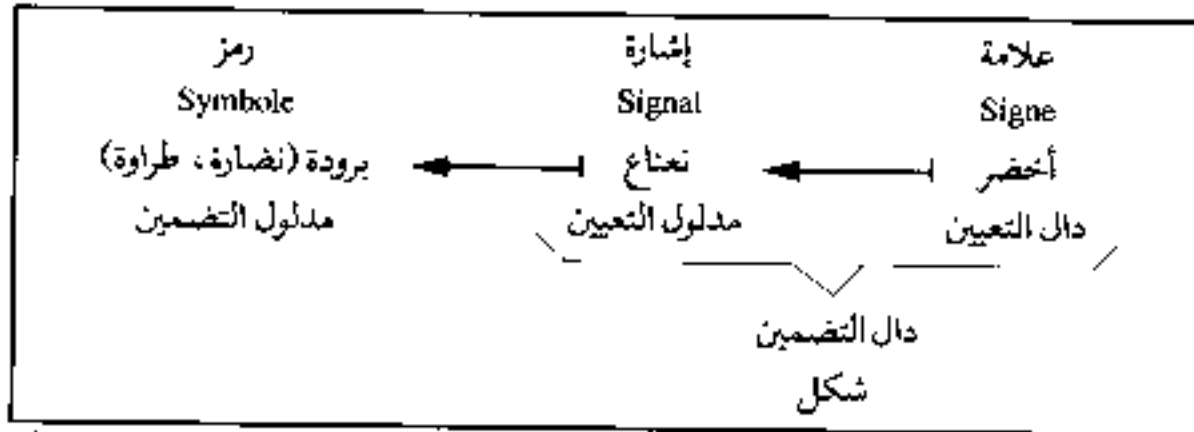 علامة إشارة رمز
Signe Signal Symbole
أخضر نعناع برودة (نضارة، طراوة)
دال التعيين مدلول التعيين مدلول التضمين
دال التضمين
شكل